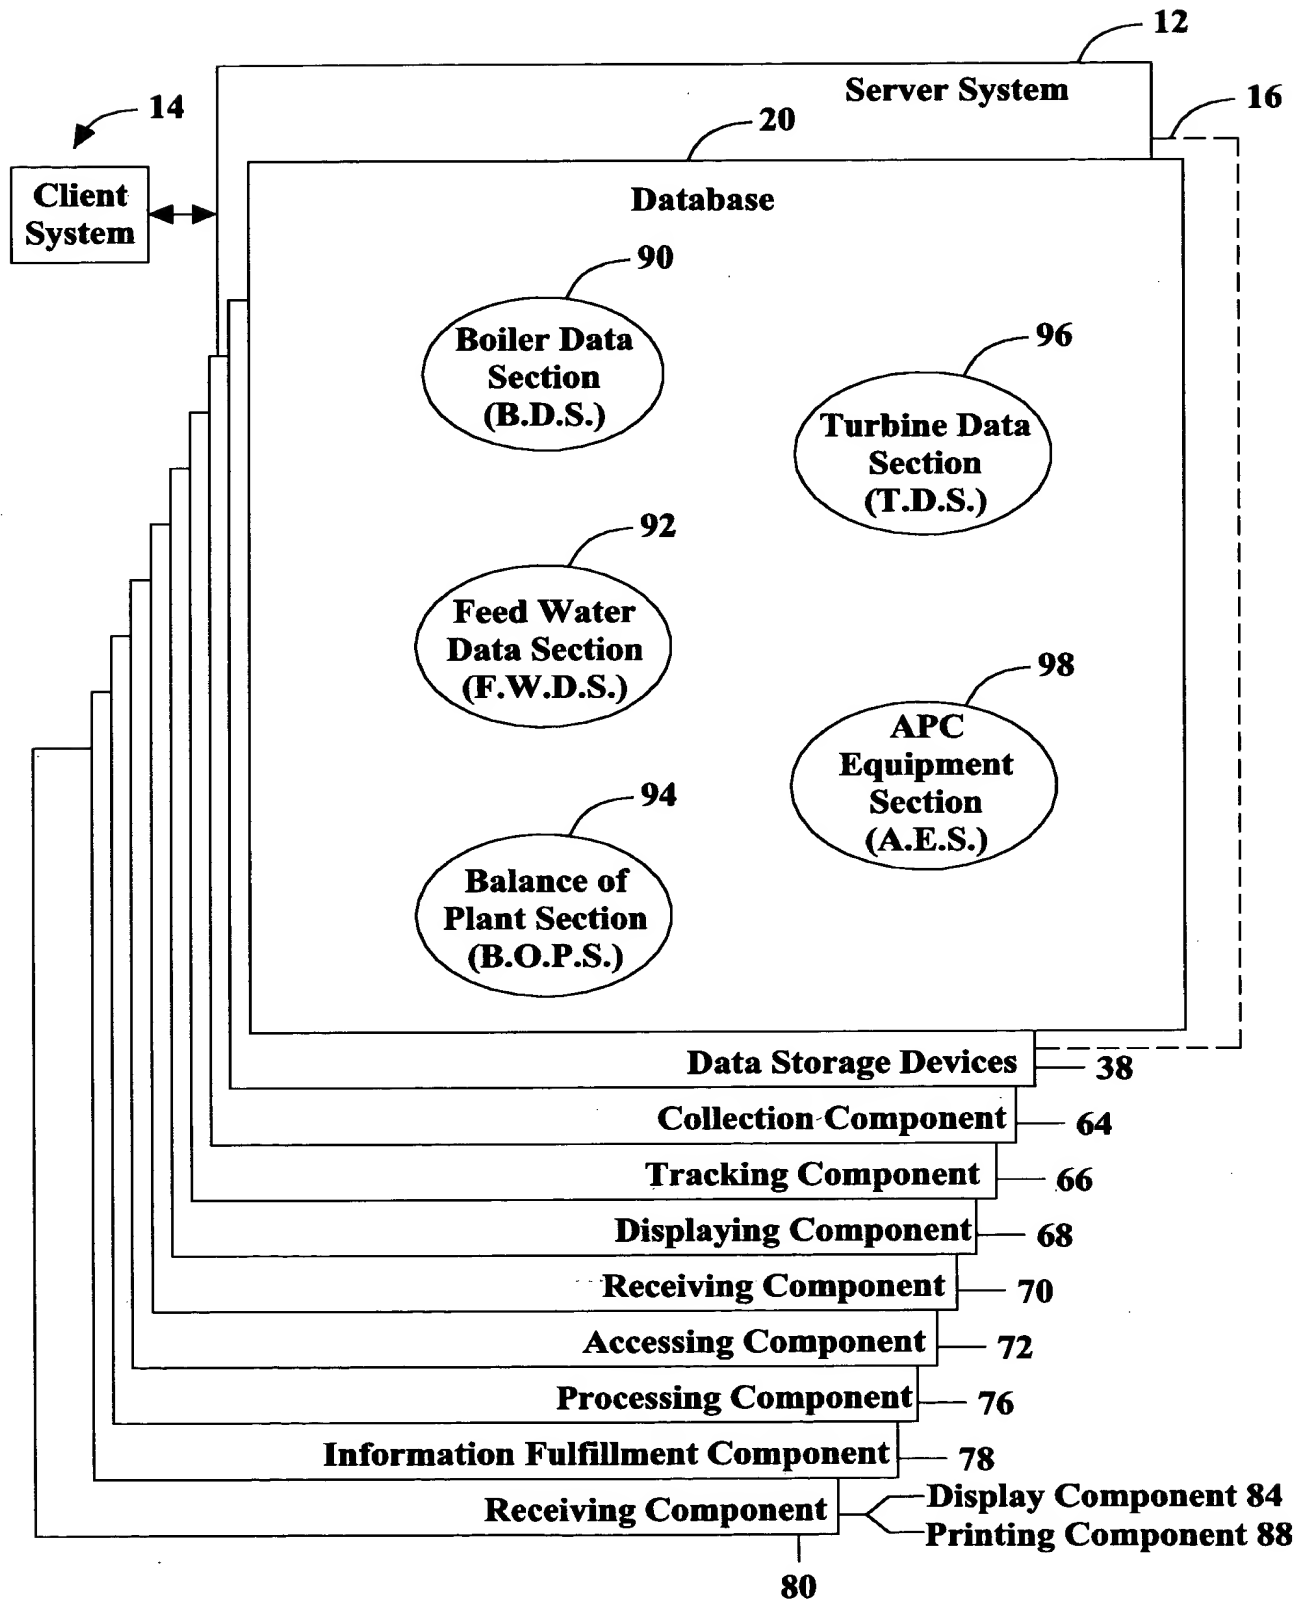 12
Server System
16
14
20
Client
System
Database
90
Boiler Data
Section
(B.D.S.)
96
Turbine Data
Section
(T.D.S.)
92
Feed Water
Data Section
(F.W.D.S.)
98
APC
Equipment
Section
(A.E.S.)
94
Balance of
Plant Section
(B.O.P.S.)
Data Storage Devices 38
Collection Component 64
Tracking Component 66
Displaying Component 68
Receiving Component 70
Accessing Component 72
Processing Component 76
Information Fulfillment Component 78
Receiving Component
Display Component 84
Printing Component 88
80